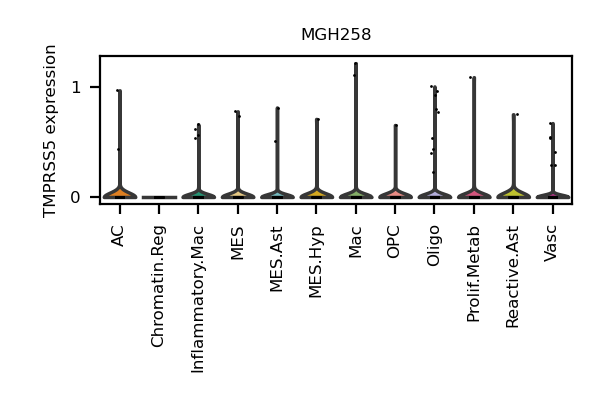 MGH258
TMPRSS5 expression
1
0
AC
Chromatin.Reg
Inflammatory.Mac
MES
MES.Ast
MES.Hyp
Mac
OPC
Oligo
Prolif.Metab
Reactive.Ast
Vasc